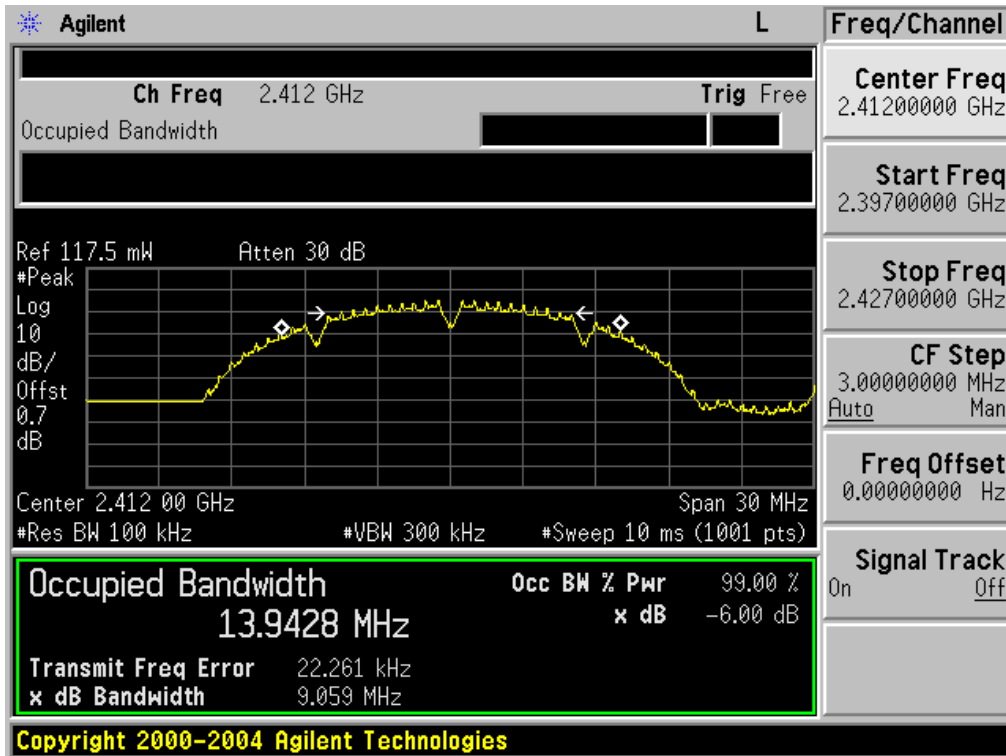 Agilent L Freq/Channel
Ch Freq 2.412 GHz Trig Free
Occupied Bandwidth
Center Freq
2.41200000 GHz
Start Freq
2.39700000 GHz
Stop Freq
2.42700000 GHz
CF Step
3.00000000 MHz
Auto Man
Freq Offset
0.00000000 Hz
Signal Track
On Off
Ref 117.5 mW Atten 30 dB
#Peak
Log
10
dB/
Offst
0.7
dB
Center 2.412 00 GHz Span 30 MHz
#Res BW 100 kHz #VBW 300 kHz #Sweep 10 ms (1001 pts)
Occupied Bandwidth Occ BW % Pwr 99.00 %
13.9428 MHz x dB -6.00 dB
Transmit Freq Error 22.261 kHz
x dB Bandwidth 9.059 MHz
Copyright 2000-2004 Agilent Technologies